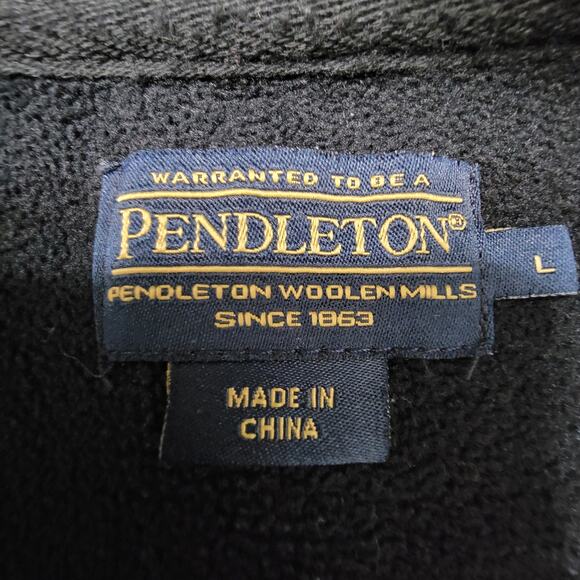 WARRANTED TO BE A
PENDLETON®
L
PENDLETON WOOLEN MILLS
SINCE 1863
MADE IN
CHINA